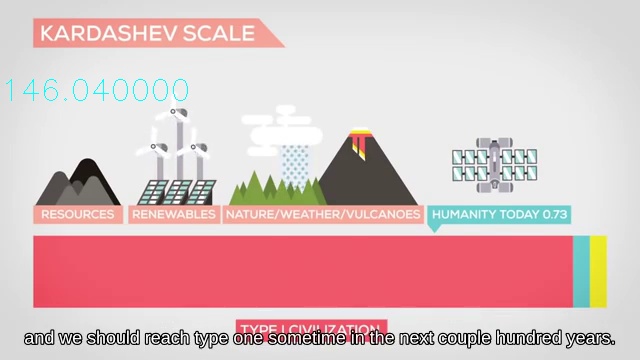 KARDASHEV SCALE
146.040000
RESOURCES
RENEWABLES
NATURE/WEATHER/VULCANOES
HUMANITY TODAY 0.73
TYPE I CIVILIZATION
and we should reach type one sometime in the next couple hundred years.